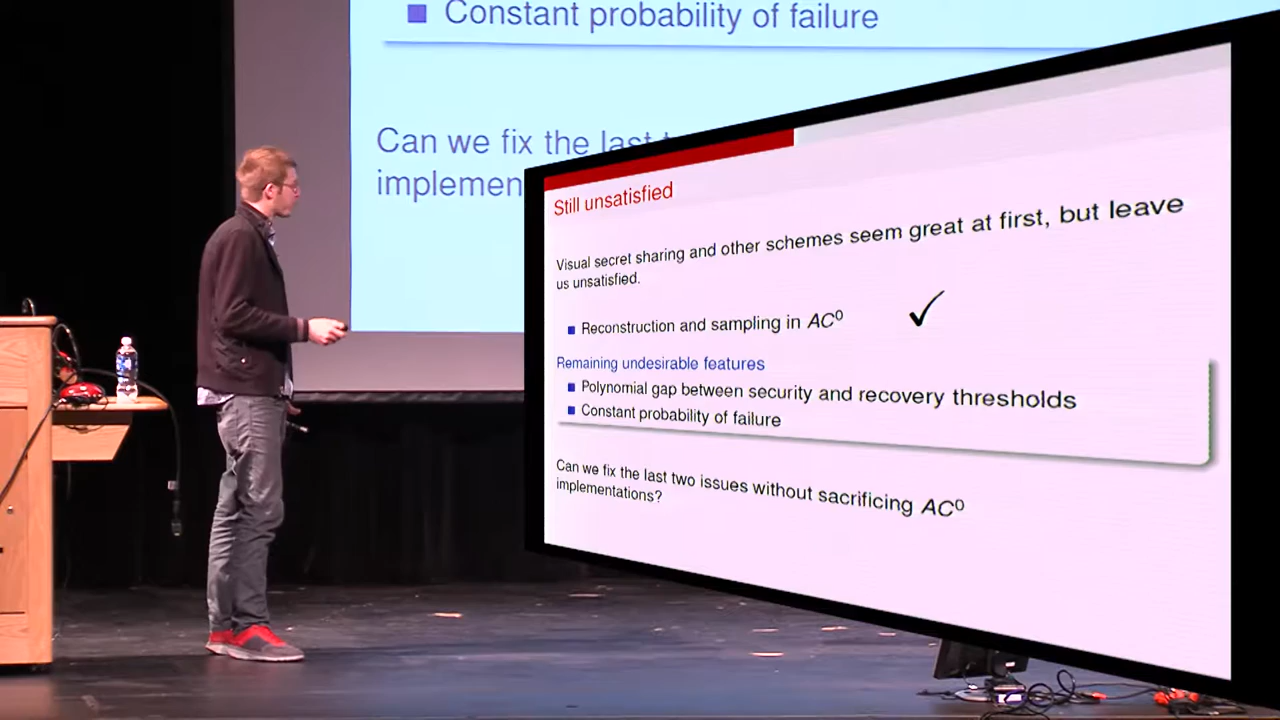 Constant probability of failure
Can we fix the last
implemen
Still unsatisfied
Visual secret sharing and other schemes seem great at first, but leave
us unsatisfied.
Reconstruction and sampling in AC⁰
Remaining undesirable features
Polynomial gap between security and recovery thresholds
Constant probability of failure
Can we fix the last two issues without sacrificing AC⁰
implementations?